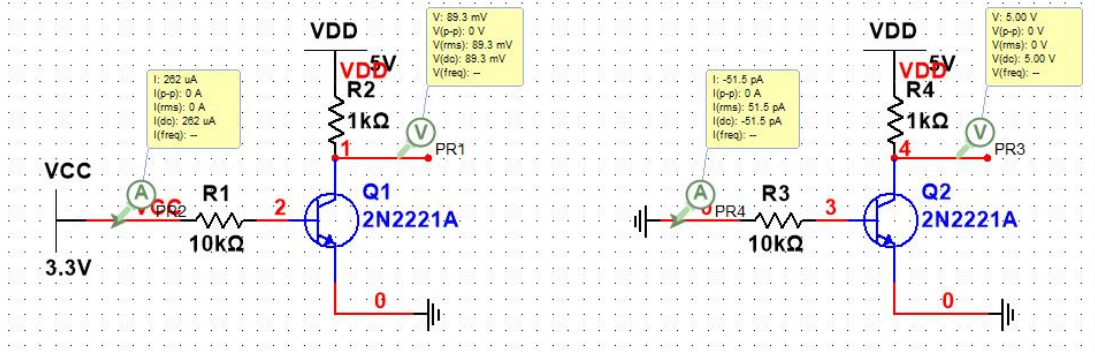 V: 89.3 mV
V(p-p): 0 V
V(rms): 89.3 mV
V(dc): 89.3 mV
V(freq): --
VDD
5V
VDD
R2
1kΩ
I: 262 uA
I(p-p): 0 A
I(rms): 0 A
I(dc): 262 uA
I(freq): --
V
1
PR1
VCC
A
VCC
PR2
R1
2
Q1
2N2221A
10kΩ
3.3V
0
V: 5.00 V
V(p-p): 0 V
V(rms): 0 V
V(dc): 5.00 V
V(freq): --
VDD
5V
VDD
R4
1kΩ
I: -51.5 pA
I(p-p): 0 A
I(rms): 51.5 pA
I(dc): -51.5 pA
I(freq): --
V
4
PR3
A
0
PR4
R3
3
Q2
2N2221A
10kΩ
0